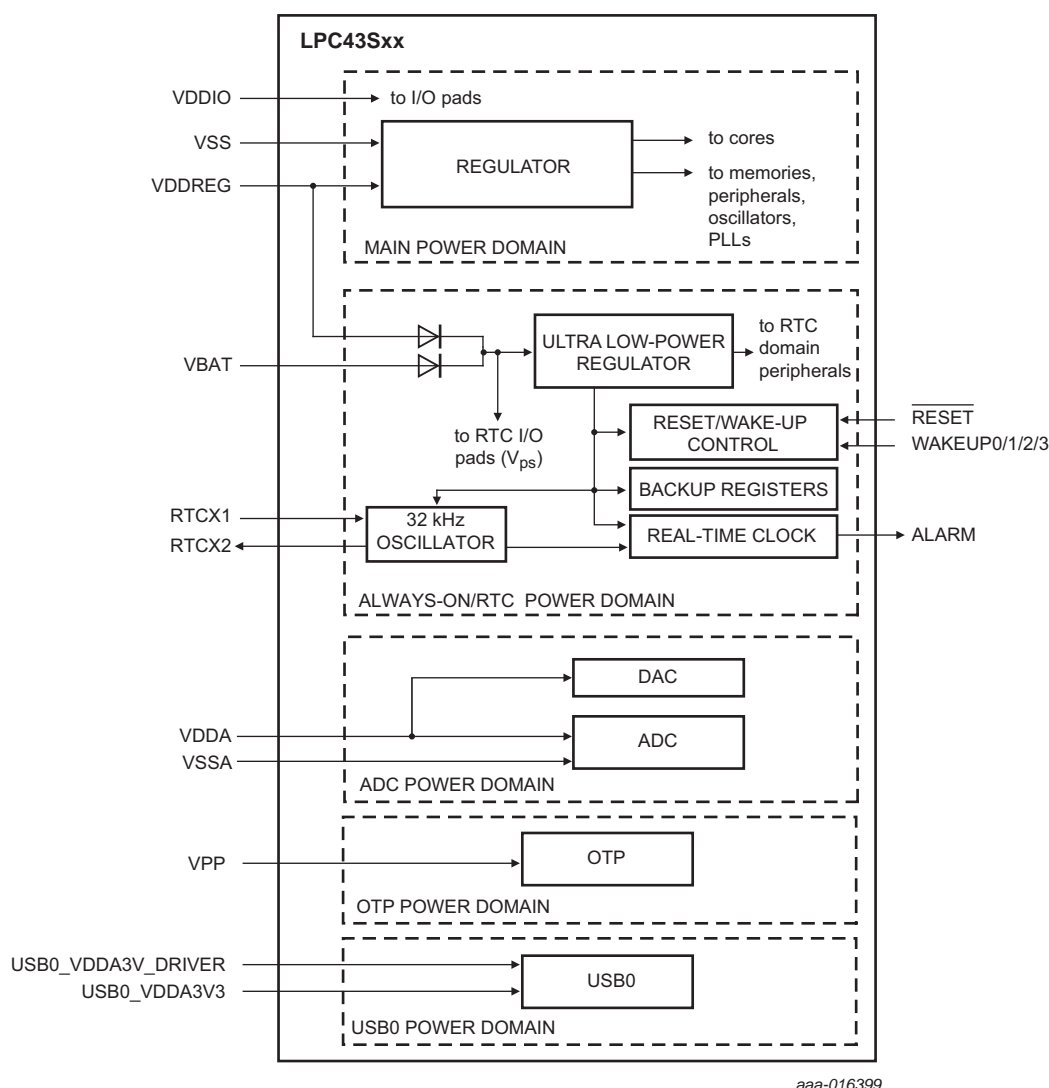 LPC43Sxx
VDDIO
to I/O pads
VSS
REGULATOR
to cores
VDDREG
to memories,
peripherals,
oscillators,
PLLs
MAIN POWER DOMAIN
VBAT
ULTRA LOW-POWER
REGULATOR
to RTC
domain
peripherals
to RTC I/O
pads (Vps)
RESET/WAKE-UP
CONTROL
RESET
WAKEUP0/1/2/3
BACKUP REGISTERS
RTCX1
RTCX2
32 kHz
OSCILLATOR
REAL-TIME CLOCK
ALARM
ALWAYS-ON/RTC POWER DOMAIN
DAC
VDDA
VSSA
ADC
ADC POWER DOMAIN
VPP
OTP
OTP POWER DOMAIN
USB0_VDDA3V_DRIVER
USB0_VDDA3V3
USB0
USB0 POWER DOMAIN
aaa-016399